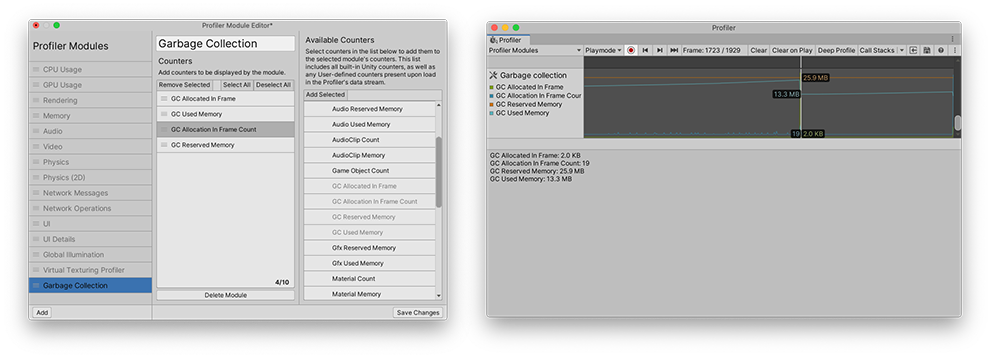 Profiler Module Editor*
Profiler Modules
CPU Usage
GPU Usage
Rendering
Memory
Audio
Video
Physics
Physics (2D)
Network Messages
Network Operations
UI
UI Details
Global Illumination
Virtual Texturing Profiler
Garbage Collection
Add
Garbage Collection
Counters
Add counters to be displayed by the module.
Remove Selected Select All Deselect All
GC Allocated In Frame
GC Used Memory
GC Allocation In Frame Count
GC Reserved Memory
4/10
Delete Module
Available Counters
Select counters in the list below to add them to
the selected module's counters. This list
includes all built-in Unity counters, as well as
any User-defined counters present upon load
in the Profiler's data stream.
Add Selected
Audio Reserved Memory
Audio Used Memory
AudioClip Count
AudioClip Memory
Game Object Count
GC Allocated In Frame
GC Allocation In Frame Count
GC Reserved Memory
GC Used Memory
Gfx Reserved Memory
Gfx Used Memory
Material Count
Material Memory
Save Changes
Profiler
Profiler
Profiler Modules Playmode Frame: 1723 / 1929 Clear Clear on Play Deep Profile Call Stacks
Garbage collection
GC Allocated In Frame
GC Allocation In Frame Cour
GC Reserved Memory
GC Used Memory
25.9 MB
13.3 MB
19 2.0 KB
GC Allocated In Frame: 2.0 KB
GC Allocation In Frame Count: 19
GC Reserved Memory: 25.9 MB
GC Used Memory: 13.3 MB